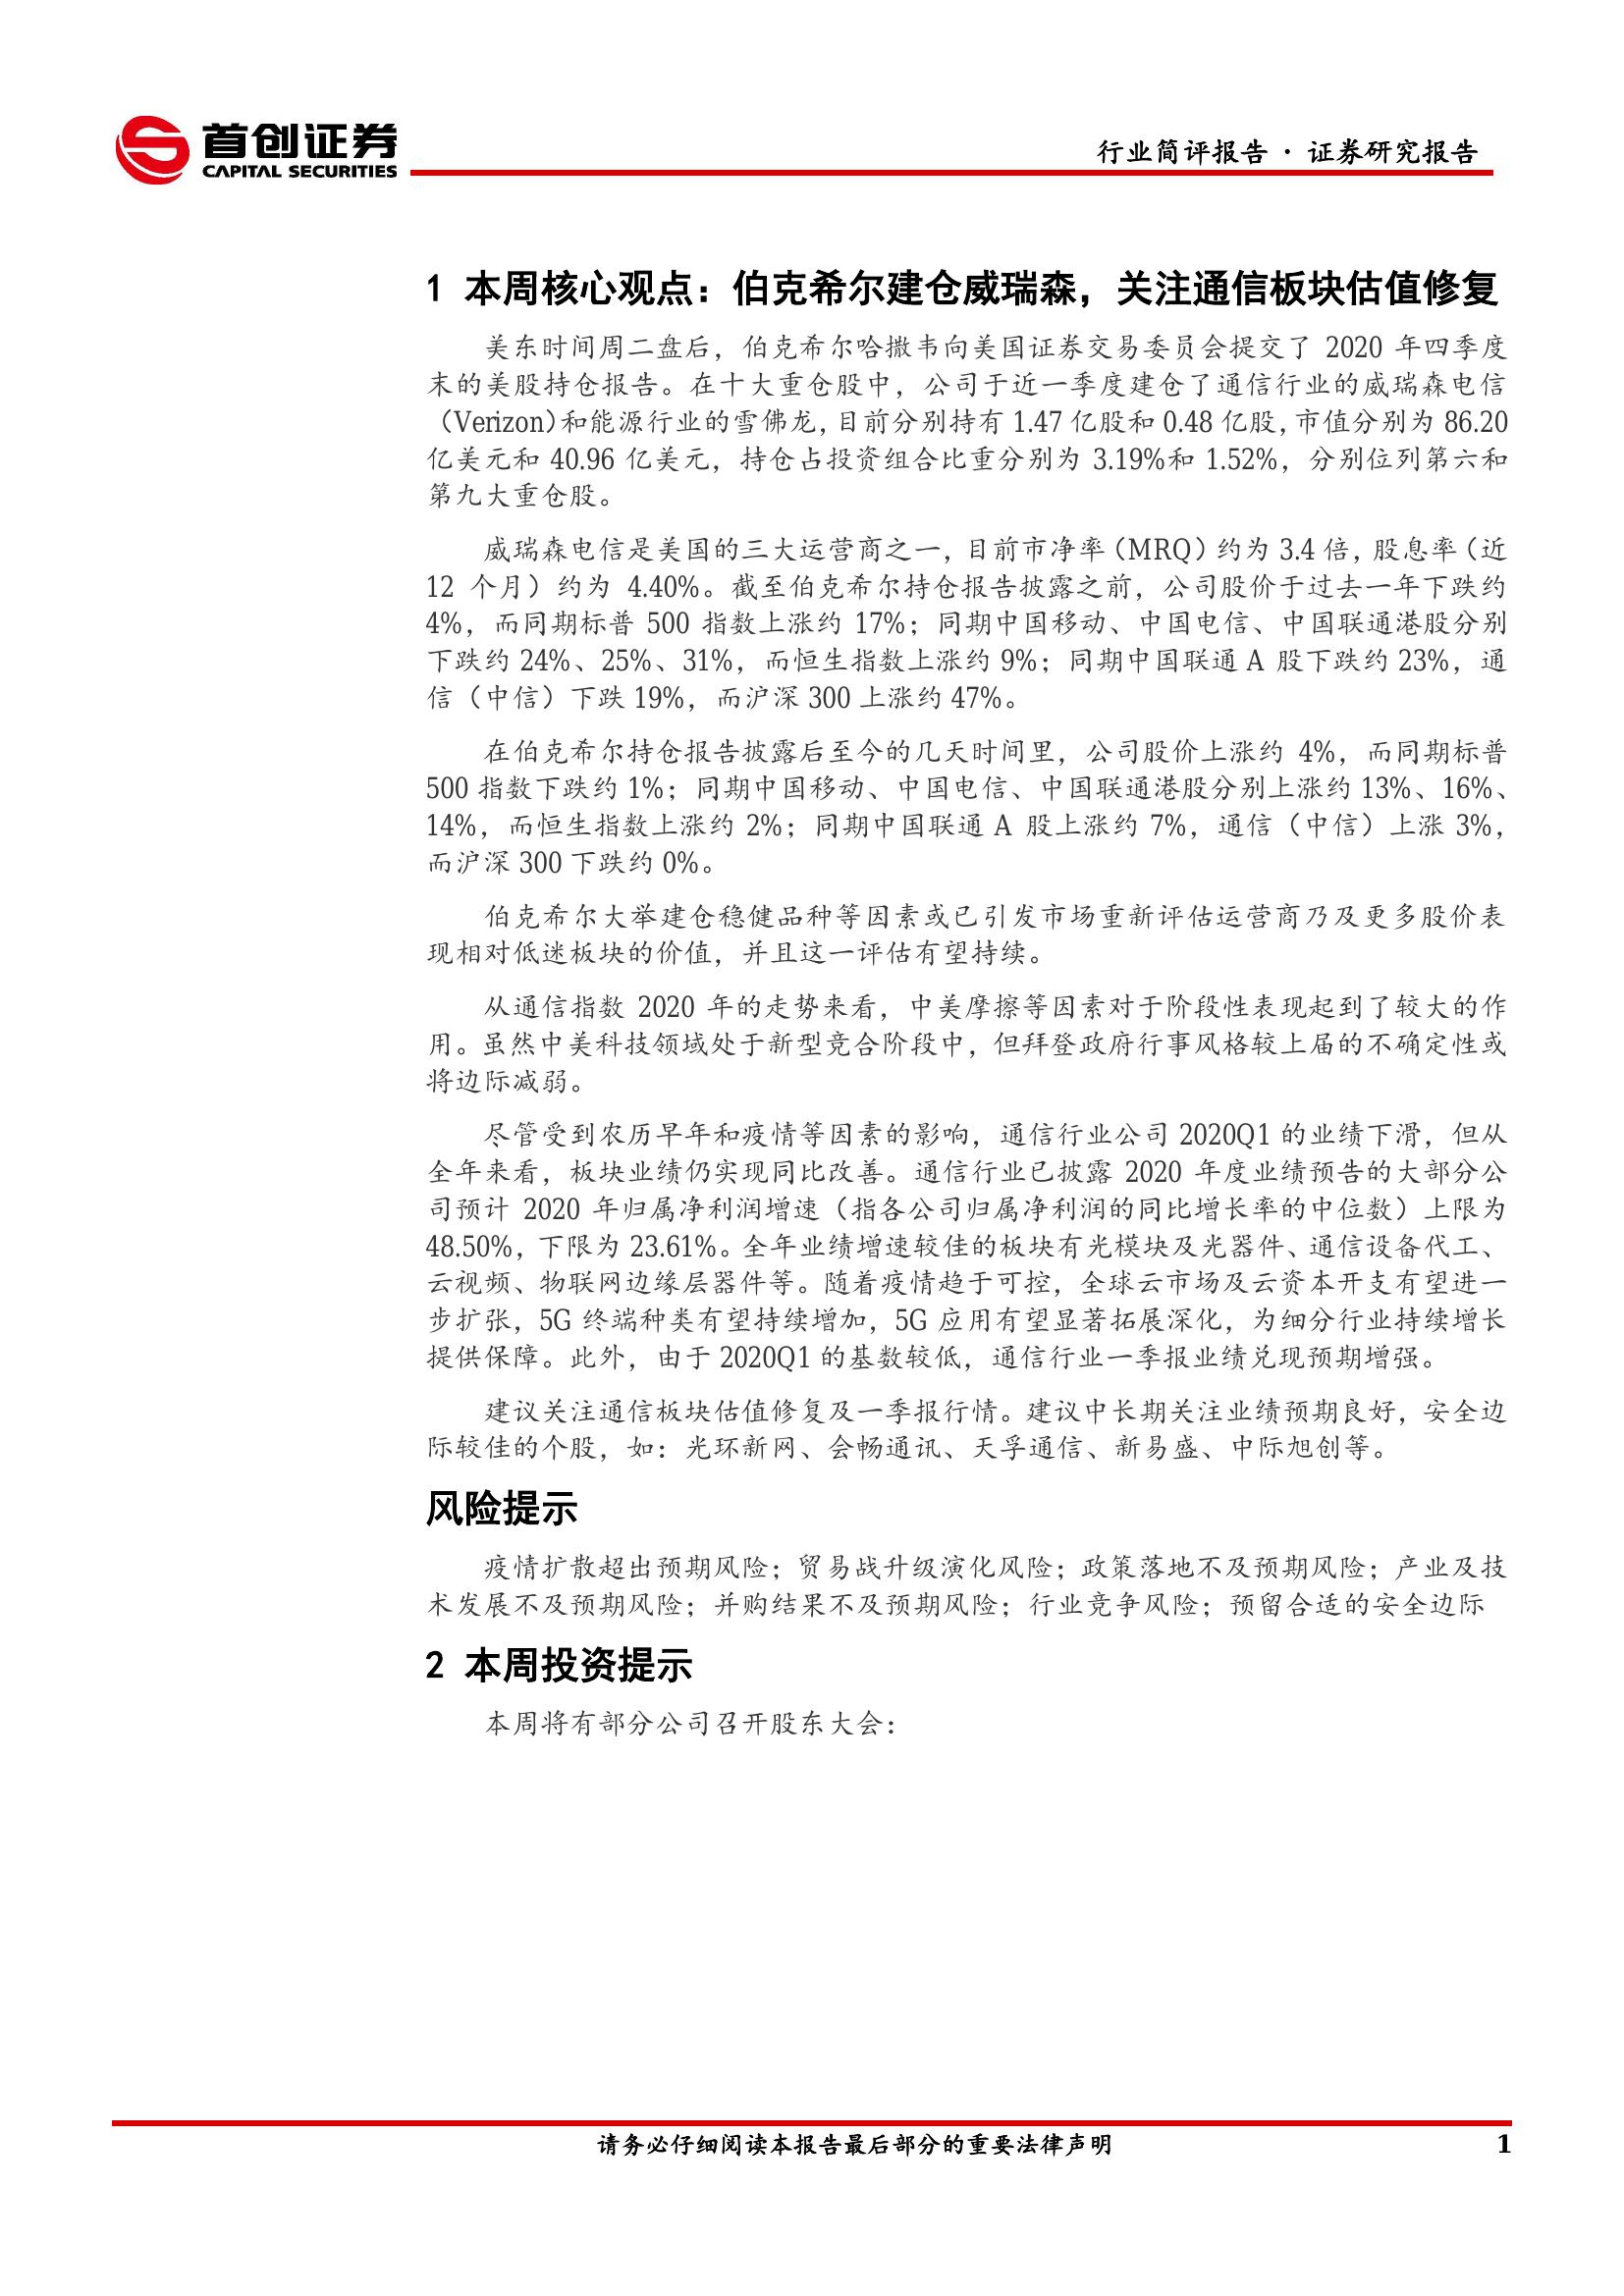 首创证券
CAPITAL SECURITIES
行业简评报告 · 证券研究报告
1 本周核心观点：伯克希尔建仓威瑞森，关注通信板块估值修复
美东时间周二盘后，伯克希尔哈撒韦向美国证券交易委员会提交了 2020 年四季度
末的美股持仓报告。在十大重仓股中，公司于近一季度建仓了通信行业的威瑞森电信
（Verizon）和能源行业的雪佛龙，目前分别持有 1.47 亿股和 0.48 亿股，市值分别为 86.20
亿美元和 40.96 亿美元，持仓占投资组合比重分别为 3.19%和 1.52%，分别位列第六和
第九大重仓股。
威瑞森电信是美国的三大运营商之一，目前市净率（MRQ）约为 3.4 倍，股息率（近
12 个月）约为 4.40%。截至伯克希尔持仓报告披露之前，公司股价于过去一年下跌约
4%，而同期标普 500 指数上涨约 17%；同期中国移动、中国电信、中国联通港股分别
下跌约 24%、25%、31%，而恒生指数上涨约 9%；同期中国联通 A 股下跌约 23%，通
信（中信）下跌 19%，而沪深 300 上涨约 47%。
在伯克希尔持仓报告披露后至今的几天时间里，公司股价上涨约 4%，而同期标普
500 指数下跌约 1%；同期中国移动、中国电信、中国联通港股分别上涨约 13%、16%、
14%，而恒生指数上涨约 2%；同期中国联通 A 股上涨约 7%，通信（中信）上涨 3%，
而沪深 300 下跌约 0%。
伯克希尔大举建仓稳健品种等因素或已引发市场重新评估运营商乃及更多股价表
现相对低迷板块的价值，并且这一评估有望持续。
从通信指数 2020 年的走势来看，中美摩擦等因素对于阶段性表现起到了较大的作
用。虽然中美科技领域处于新型竞合阶段中，但拜登政府行事风格较上届的不确定性或
将边际减弱。
尽管受到农历早年和疫情等因素的影响，通信行业公司 2020Q1 的业绩下滑，但从
全年来看，板块业绩仍实现同比改善。通信行业已披露 2020 年度业绩预告的大部分公
司预计 2020 年归属净利润增速（指各公司归属净利润的同比增长率的中位数）上限为
48.50%，下限为 23.61%。全年业绩增速较佳的板块有光模块及光器件、通信设备代工、
云视频、物联网边缘层器件等。随着疫情趋于可控，全球云市场及云资本开支有望进一
步扩张，5G 终端种类有望持续增加，5G 应用有望显著拓展深化，为细分行业持续增长
提供保障。此外，由于 2020Q1 的基数较低，通信行业一季报业绩兑现预期增强。
建议关注通信板块估值修复及一季报行情。建议中长期关注业绩预期良好，安全边
际较佳的个股，如：光环新网、会畅通讯、天孚通信、新易盛、中际旭创等。
风险提示
疫情扩散超出预期风险；贸易战升级演化风险；政策落地不及预期风险；产业及技
术发展不及预期风险；并购结果不及预期风险；行业竞争风险；预留合适的安全边际
2 本周投资提示
本周将有部分公司召开股东大会：
请务必仔细阅读本报告最后部分的重要法律声明
1